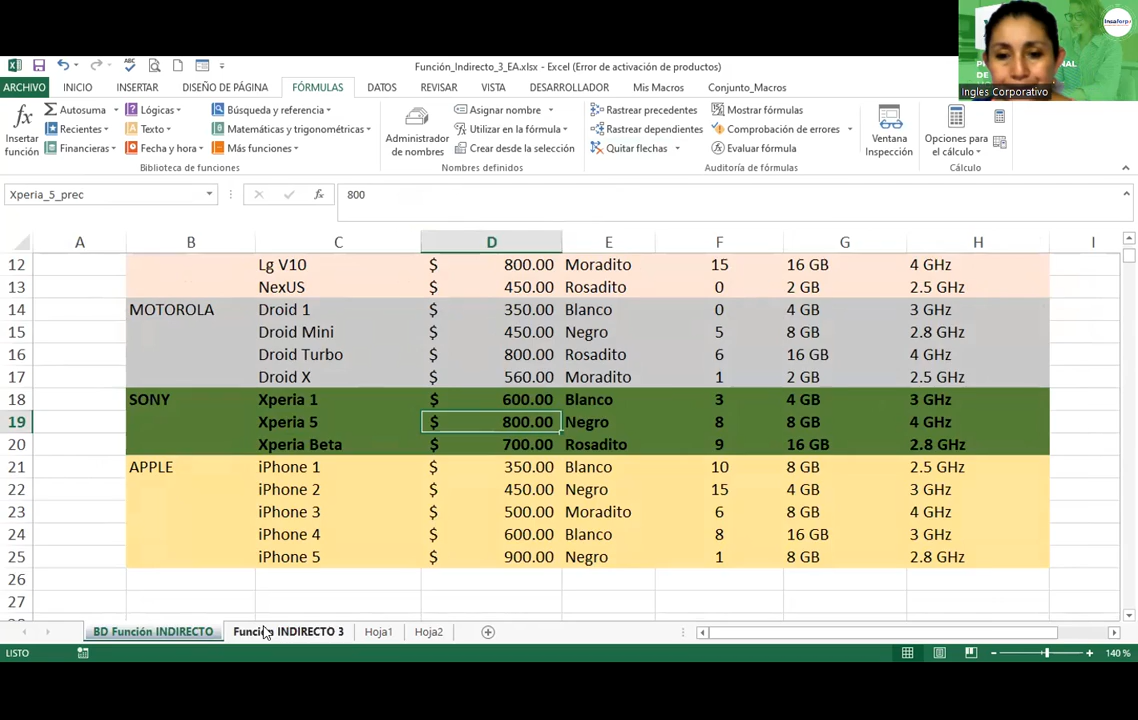 Función_Indirecto_3_EA.xlsx - Excel (Error de activación de productos)
Insaforp
Ingles Corporativo
ARCHIVO INICIO INSERTAR DISEÑO DE PÁGINA FÓRMULAS DATOS REVISAR VISTA DESARROLLADOR Mis Macros Conjunto_Macros
Autosuma Lógicas Búsqueda y referencia Asignar nombre Rastrear precedentes Mostrar fórmulas
Recientes Texto Matemáticas y trigonométricas Utilizar en la fórmula Rastrear dependientes Comprobación de errores
Financieras Fecha y hora Más funciones Crear desde la selección Quitar flechas Evaluar fórmula
Insertar función
Administrador de nombres
Ventana Inspección
Opciones para el cálculo
Biblioteca de funciones Nombres definidos Auditoría de fórmulas Cálculo
Xperia_5_prec fx 800
A B C D E F G H I
12 Lg V10 $ 800.00 Moradito 15 16 GB 4 GHz
13 NexUS $ 450.00 Rosadito 0 2 GB 2.5 GHz
14 MOTOROLA Droid 1 $ 350.00 Blanco 0 4 GB 3 GHz
15 Droid Mini $ 450.00 Negro 5 8 GB 2.8 GHz
16 Droid Turbo $ 800.00 Rosadito 6 16 GB 4 GHz
17 Droid X $ 560.00 Moradito 1 2 GB 2.5 GHz
18 SONY Xperia 1 $ 600.00 Blanco 3 4 GB 3 GHz
19 Xperia 5 $ 800.00 Negro 8 8 GB 4 GHz
20 Xperia Beta $ 700.00 Rosadito 9 16 GB 2.8 GHz
21 APPLE iPhone 1 $ 350.00 Blanco 10 8 GB 2.5 GHz
22 iPhone 2 $ 450.00 Negro 15 4 GB 3 GHz
23 iPhone 3 $ 500.00 Moradito 6 8 GB 4 GHz
24 iPhone 4 $ 600.00 Blanco 8 16 GB 3 GHz
25 iPhone 5 $ 900.00 Negro 1 8 GB 2.8 GHz
26
27
BD Función INDIRECTO Función INDIRECTO 3 Hoja1 Hoja2
LISTO 140 %